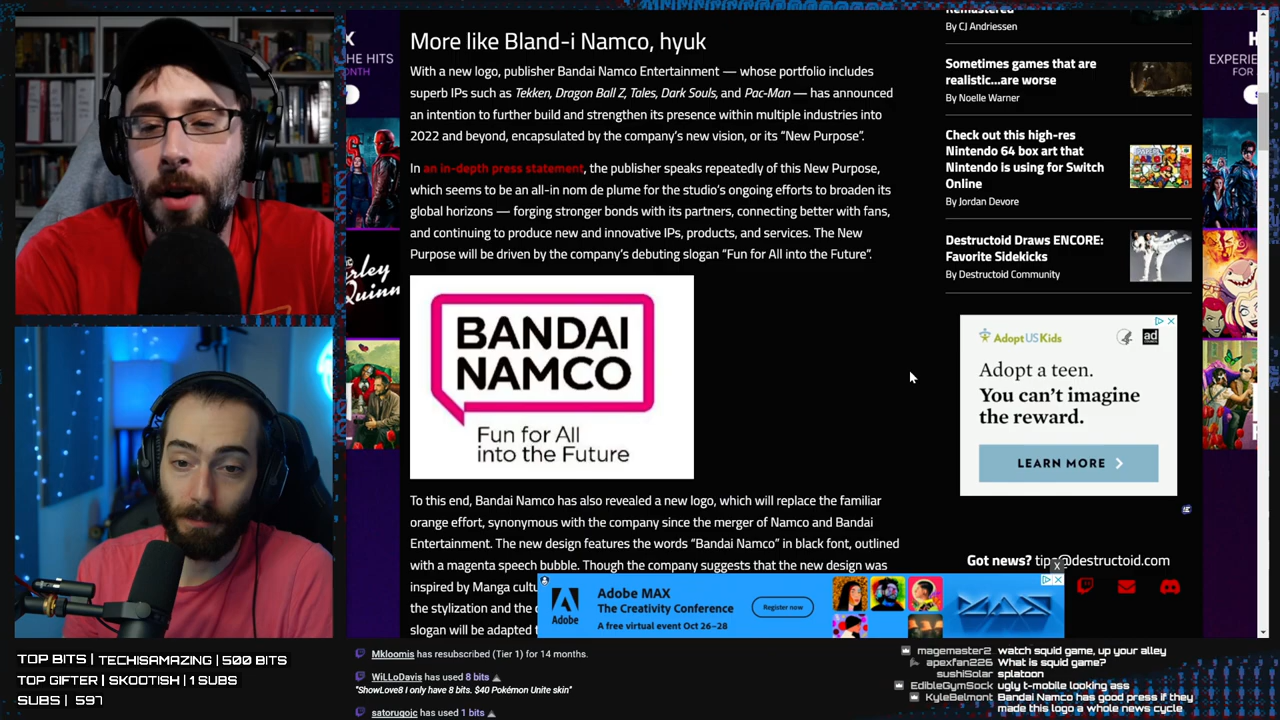 More like Bland-i Namco, hyuk
With a new logo, publisher Bandai Namco Entertainment — whose portfolio includes
superb IPs such as Tekken, Dragon Ball Z, Tales, Dark Souls, and Pac-Man — has announced
an intention to further build and strengthen its presence within multiple industries into
2022 and beyond, encapsulated by the company's new vision, or its "New Purpose".
In an in-depth press statement, the publisher speaks repeatedly of this New Purpose,
which seems to be an all-in nom de plume for the studio's ongoing efforts to broaden its
global horizons — forging stronger bonds with its partners, connecting better with fans,
and continuing to produce new and innovative IPs, products, and services. The New
Purpose will be driven by the company's debuting slogan "Fun for All into the Future".
BANDAI
NAMCO
Fun for All
into the Future
To this end, Bandai Namco has also revealed a new logo, which will replace the familiar
orange effort, synonymous with the company since the merger of Namco and Bandai
Entertainment. The new design features the words "Bandai Namco" in black font, outlined
with a magenta speech bubble. Though the company suggests that the new design was
inspired by Manga cultu
the stylization and the c
slogan will be adapted t
Remastered
By CJ Andriessen
Sometimes games that are
realistic...are worse
By Noelle Warner
Check out this high-res
Nintendo 64 box art that
Nintendo is using for Switch
Online
By Jordan Devore
Destructoid Draws ENCORE:
Favorite Sidekicks
By Destructoid Community
AdoptUSKids
ad
Adopt a teen.
You can't imagine
the reward.
LEARN MORE
Got news? tips@destructoid.com
X
HE HITS
ONTH
rley
Quinn
EXPERIE
FOR
Adobe
Adobe MAX
The Creativity Conference
A free virtual event Oct 26–28
Register now
X
TOP BITS | TECHISAMAZING | 500 BITS
TOP GIFTER | SKOOTISH | 1 SUBS
SUBS | 597
Mkloomis has resubscribed (Tier 1) for 14 months.
WiLLoDavis has used 8 bits
"ShowLove8 I only have 8 bits. $40 Pokémon Unite skin"
satorugojc has used 1 bits
magemaster2 watch squid game, up your alley
apexfan226 What is squid game?
sushiSolar splatoon
EdibleGymSock ugly t-mobile looking ass
KyleBelmont Bandai Namco has good press if they
made this logo a whole news cycle